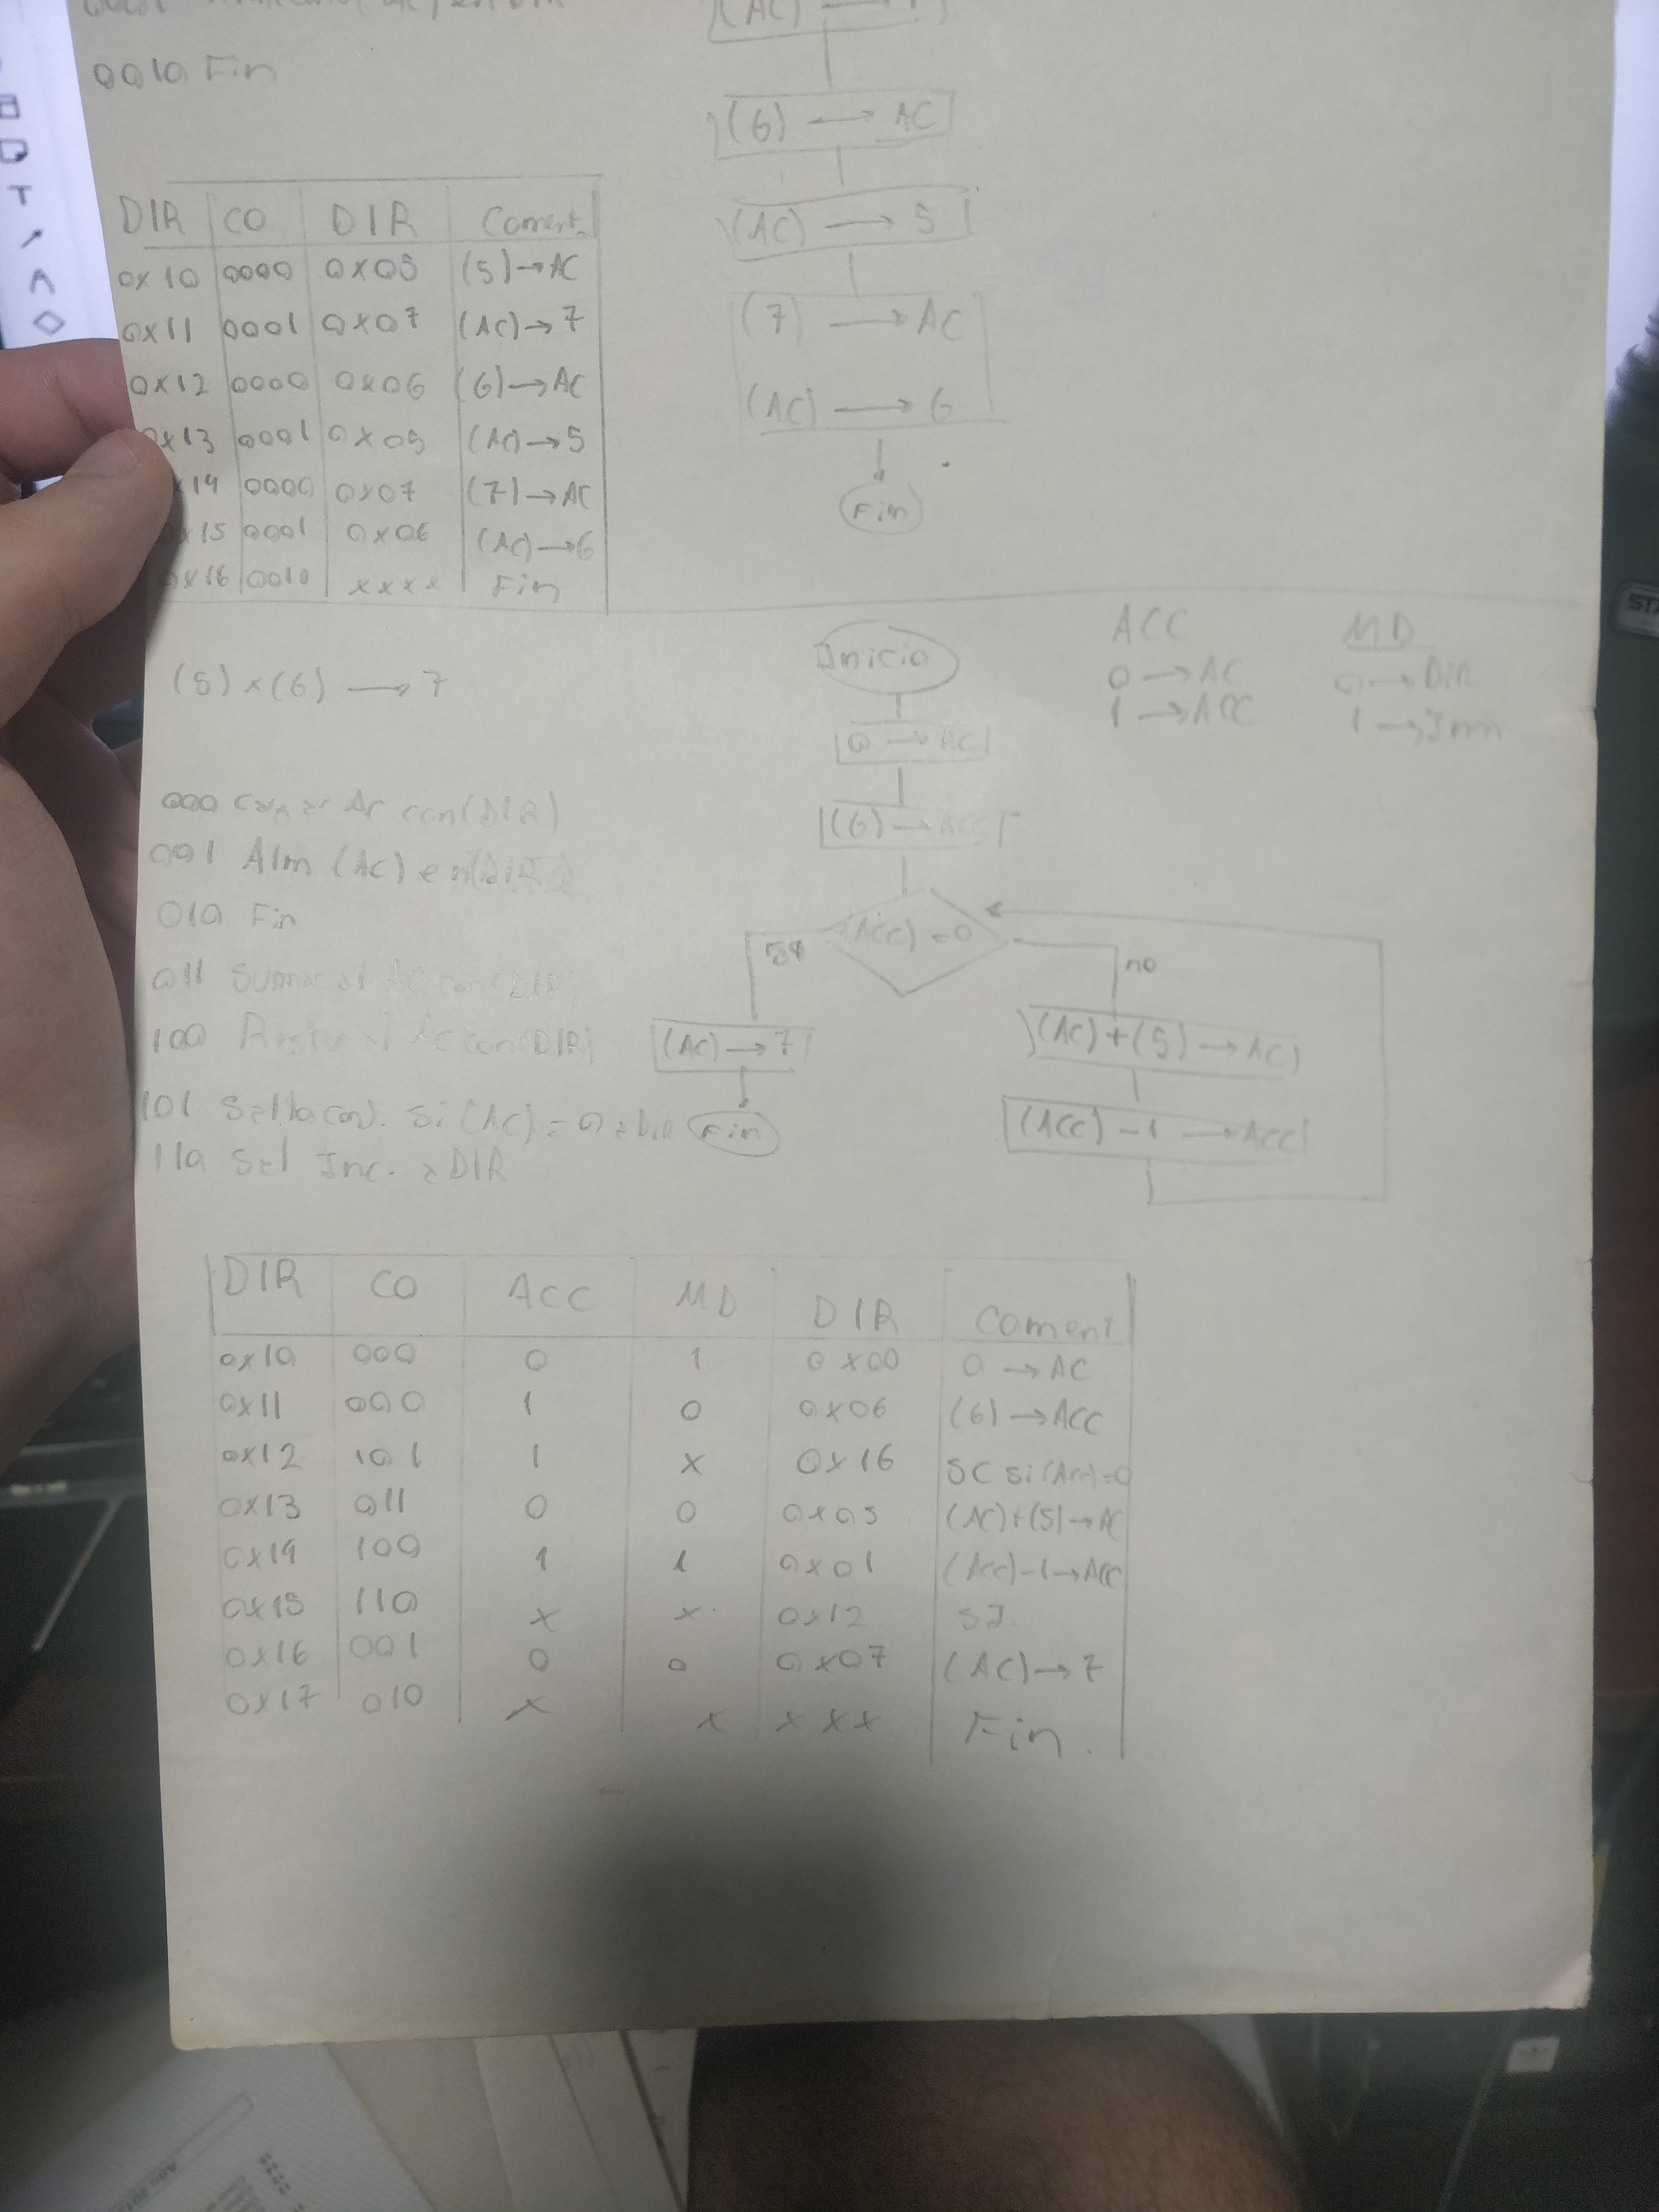 (AC)
0010 Fin
(6) → AC
(AC) → 5
(7) → AC
(AC) → 6
Fin
DIR CO DIR Coment.
0x10 0000 0x05 (5)→AC
0x11 0001 0x07 (AC)→7
0x12 0000 0x06 (6)→AC
0x13 0001 0x05 (AC)→5
x14 0000 0x07 (7)→AC
0x15 0001 0x06 (AC)→6
0x16 0010 xxxx Fin
(5)x(6) → 7
000 Cargar Ac con(DIR)
001 Alm (AC) en(DIR)
010 Fin
011 Sumar al AC con(DIR)
100 Restar al Ac con(DIR)
101 Salto con. si (AC) = 0 a DIR
110 Sal Inc. a DIR
Inicio
0 → AC
(6) → ACC
(ACC) = 0
no
(AC) → 7
Fin
(AC)+(5) → AC
(ACC) - 1 → ACC
ACC
0 → AC
1 → ACC
MD
0 → DIR
1 → Inm
DIR CO ACC MD DIR Coment
0x10 000 0 1 0x00 0 → AC
0x11 000 1 0 0x06 (6) → ACC
0x12 101 1 x 0x16 SC si(Acc)=0
0x13 011 0 0 0x05 (AC)+(5)→AC
0x14 100 1 1 0x01 (Acc)-1→ACC
0x15 110 x x 0x12 SI.
0x16 001 0 0 0x07 (AC)→7
0x17 010 x x xxx Fin.